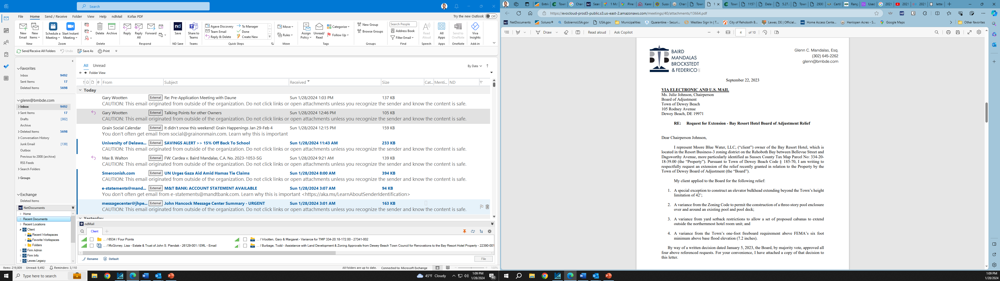 Search
File Home Send / Receive Folder View Help ndMail Kofax PDF
Try the new Outlook Off
New Email
New Items
New
Schedule a Meeting
Start Instant Meeting
Zoom
Delete
Archive
Delete
Reply
Reply All
Forward
Respond
Save
ND Save
Share to Teams
Teams
Agave Discovery
Team Email
Reply & Delete
To Manager
Done
Create New
Quick Steps
Move
Rules
Move
Assign Policy
Unread/ Read
Categorize
Follow Up
Tags
New Group
Browse Groups
Groups
Search People
Address Book
Filter Email
Find
Read Aloud
Speech
All Apps
Apps
Send to OneNote
OneNote
Viva Insights
Add-in
Send/Receive All Folders Undo Save As Print
Favorites
Inbox 9492
Sent Items 17
Deleted Items 5698
glenn@bmbde.com
Inbox 9492
Sent Items 17
Drafts [302]
Archive
Deleted Items 5698
Conversation History
Junk Email [139]
Outbox
Previous to 2008 (archive)
RSS Feeds
Search Folders
Groups
Exchange
Deleted Items
NetDocuments
Home
Recent Documents
Recent Locations
Client
Recent Workspaces
Favorite Workspaces
Folders
Firm Admin
Firm Info
Lewes Legacy
All Unread
By Date
Folder View
! From Subject Received Size Cat... Menti... ND
Today
Gary Wootten External Re: Pre-Application Meeting with Daune Sun 1/28/2024 1:03 PM 137 KB
CAUTION: This email originated from outside of the organization. Do not click links or open attachments unless you recognize the sender and know the content is safe.
Gary Wootten External Talking Points for other Owners Sun 1/28/2024 12:46 PM 105 KB
CAUTION: This email originated from outside of the organization. Do not click links or open attachments unless you recognize the sender and know the content is safe.
Grain Social Calendar External It didn't snow this weekend! Grain Happenings Jan 29-Feb 4 Sun 1/28/2024 12:15 PM 159 KB
You don't often get email from social@grainonmain.com. Learn why this is important
University of Delawa... External SAVINGS ALERT >> 15% Off Back To School Sun 1/28/2024 11:43 AM 233 KB
CAUTION: This email originated from outside of the organization. Do not click links or open attachments unless you recognize the sender and know the content is safe.
Max B. Walton External FW: Cardea v. Baird Mandalas, C.A. No. 2023-1053-SG Sun 1/28/2024 9:21 AM 139 KB
CAUTION: This email originated from outside of the organization. Do not click links or open attachments unless you recognize the sender and know the content is safe.
Smerconish.com External UN Urges Gaza Aid Amid Hamas Tie Claims Sun 1/28/2024 8:00 AM 394 KB
CAUTION: This email originated from outside of the organization. Do not click links or open attachments unless you recognize the sender and know the content is safe.
e-statements@mand... External M&T BANK: ACCOUNT STATEMENT AVAILABLE Sun 1/28/2024 3:07 AM 94 KB
You don't often get email from e-statements@mandtbank.com. Learn why this is important <https://aka.ms/LearnAboutSenderIdentification>
messagecenter@jhpe... External John Hancock Message Center Summary - URGENT Sun 1/28/2024 3:01 AM 163 KB
CAUTION: This email originated from outside of the organization. Do not click links or open attachments unless you recognize the sender and know the content is safe.
Yesterday
ndMail
Client
... / 6534 / Four Points
... / Wootten, Gary & Margaret - Variance for TMP 334-20.18-172.00 - 27341-002
... / McGivney, Lisa - Estate & Trust of John S. Piendak - 26129-001 / EML - Email
... / Burbage, Todd - Assistance with Land Development & Zoning Approvals from Dewey Beach Town Council for Renovations to the Bay Resort Hotel Property - 22390-001
Rename Default File
Items: 219,809 Unread: 9,492 Reminders: 3,110
All folders are up to date. Connected to: Microsoft Exchange 100%
Type here to search
45°F Cloudy
1:09 PM
1/28/2024
40
Entri Town Chan Searc 1 Mc Pine Karer Susse Chart Town 1 Town 1157 Dela 5.27. Town 2930 Certi Rang Used 2021 2021 2021 lette
https://evocloud-prod3-public.s3.us-east-2.amazonaws.com/meetings/40/attachments/13664.pdf
NetDocuments Soluno® GobiernoUSA.gov USA.gov Municipalities Quarantine - Securi... Westlaw Sign In | T... City of Rehoboth B... Lewes, DE | Official... Home Access Cente... Henlopen Acres - S... Google Maps Other favorites
Draw Read aloud Ask Copilot 4 of 10
BAIRD
MANDALAS
BROCKSTEDT
& FEDERICO LLC
Glenn C. Mandalas, Esq.
(302) 645-2262
glenn@bmbde.com
September 22, 2023
VIA ELECTRONIC AND U.S. MAIL
Ms. Julie Johnson, Chairperson
Board of Adjustment
Town of Dewey Beach
105 Rodney Avenue
Dewey Beach, DE 19971
RE: Request for Extension - Bay Resort Hotel Board of Adjustment Relief
Dear Chairperson Johnson,
I represent Moore Blue Water, LLC, (“client”) owner of the Bay Resort Hotel, which is
located in the Resort Business-3 zoning district on the Rehoboth Bay between Bellevue Street and
Dagsworthy Avenue, more particularly identified as Sussex County Tax Map Parcel No: 334-20-
18-39.00 (the “Property”). Pursuant to Town of Dewey Beach Code § 185-70, I am writing to
respectfully request an extension of the relief recently granted in relation to the Property by the
Town of Dewey Board of Adjustment (the “Board”).
My client applied to the Board for the following relief:
1. A special exception to construct an elevator bulkhead extending beyond the Town’s height
limitation of 42’;
2. A variance from the Zoning Code to permit the construction of a three-story pool enclosure
over and around an existing pool and pool deck;
3. A variance from yard setback restrictions to allow a set of proposed cabanas to extend
outside the northernmost hotel room unit; and
4. A variance from the Town’s one-foot freeboard requirement above FEMA’s six foot
minimum above base flood elevation (7.2 inches).
By way of a written decision dated January 5, 2023, the Board, by majority vote, approved all
four above referenced requests. For your convenience, I have attached a copy of that decision to
this letter.
1:09 PM
1/28/2024